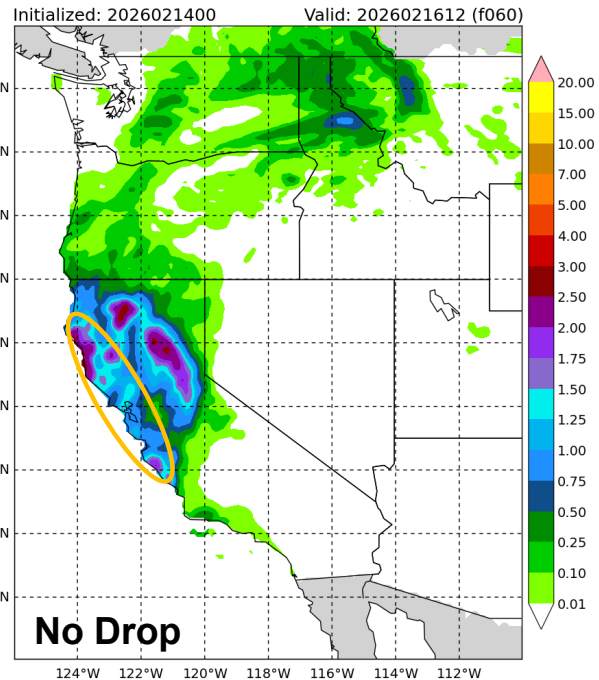 Initialized: 2026021400 Valid: 2026021612 (f060)
N
N
N
N
N
N
N
N
N
20.00
15.00
10.00
7.00
5.00
4.00
3.00
2.50
2.00
1.75
1.50
1.25
1.00
0.75
0.50
0.25
0.10
0.01
No Drop
124°W 122°W 120°W 118°W 116°W 114°W 112°W